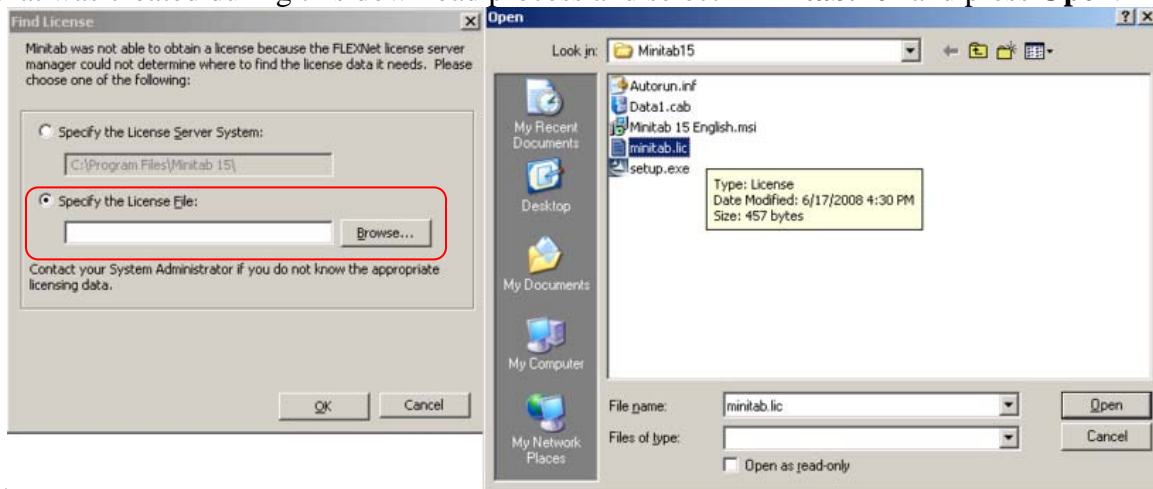 Find License
Minitab was not able to obtain a license because the FLEXNet license server
manager could not determine where to find the license data it needs. Please
choose one of the following:
Specify the License Server System:
C:\Program Files\Minitab 15\
Specify the License File:
Browse...
Contact your System Administrator if you do not know the appropriate
licensing data.
OK
Cancel
Open
Look in:
Minitab15
My Recent
Documents
Desktop
My Documents
My Computer
My Network
Places
Autorun.inf
Data1.cab
Minitab 15 English.msi
minitab.lic
setup.exe
Type: License
Date Modified: 6/17/2008 4:30 PM
Size: 457 bytes
File name:
minitab.lic
Open
Files of type:
Cancel
Open as read-only